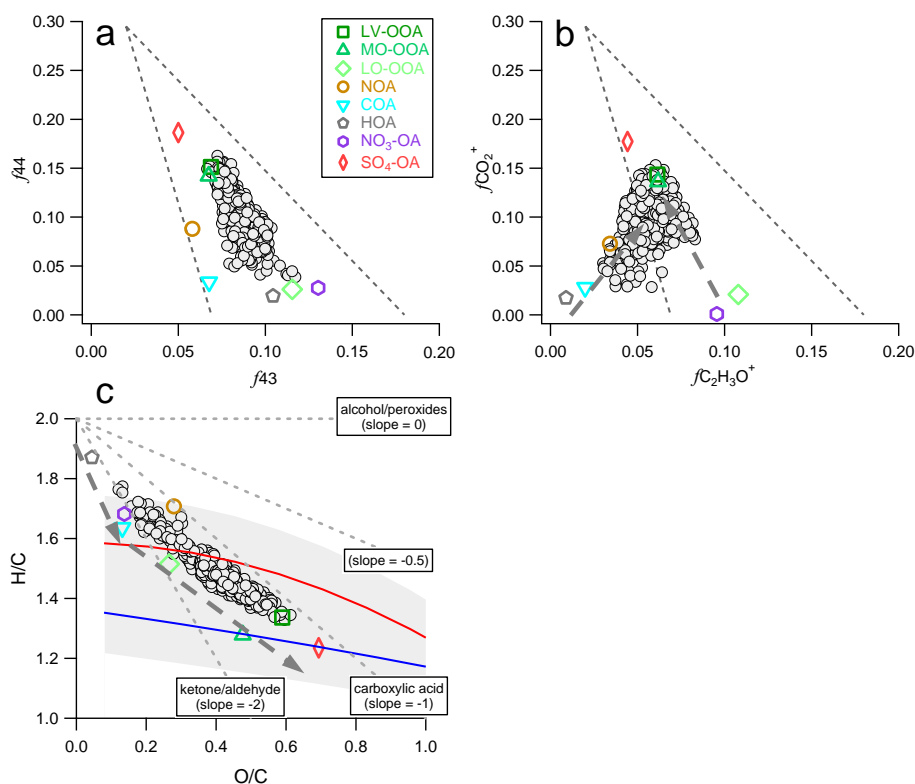 a
0.30
0.25
0.20
0.15
0.10
0.05
0.00
f44
0.00
0.05
0.10
0.15
0.20
f43
LV-OOA
MO-OOA
LO-OOA
NOA
COA
HOA
NO3-OA
SO4-OA
b
0.30
0.25
0.20
0.15
0.10
0.05
0.00
fCO2+
0.00
0.05
0.10
0.15
0.20
fC2H3O+
c
2.0
1.8
1.6
1.4
1.2
1.0
H/C
0.0
0.2
0.4
0.6
0.8
1.0
O/C
alcohol/peroxides
(slope = 0)
(slope = -0.5)
ketone/aldehyde
(slope = -2)
carboxylic acid
(slope = -1)